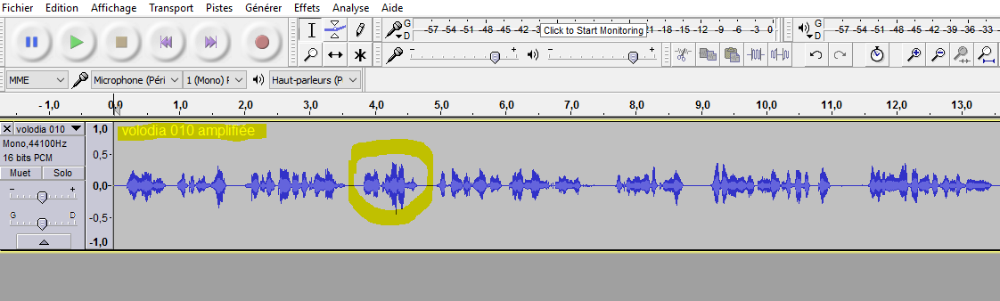 Fichier Edition Affichage Transport Pistes Générer Effets Analyse Aide
G D -57 -54 -51 -48 -45 -42 -3 Click to Start Monitoring 21 -18 -15 -12 -9 -6 -3 0 G D -57 -54 -51 -48 -45 -42 -39 -36 -33
- + - +
MME Microphone (Péri 1 (Mono) F Haut-parleurs (P
- 1,0 0,0 1,0 2,0 3,0 4,0 5,0 6,0 7,0 8,0 9,0 10,0 11,0 12,0 13,0
X volodia 010 1,0 volodia 010 amplifiée
Mono,44100Hz
16 bits PCM 0,5
Muet Solo
- + 0,0
G D -0,5
-1,0